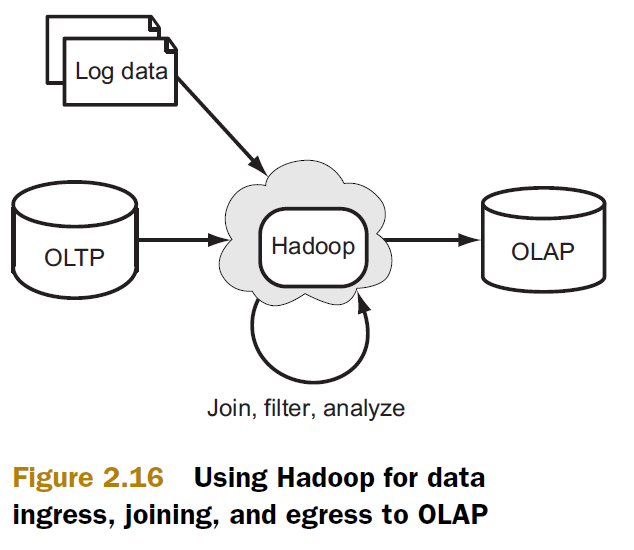 Log data
OLTP
Hadoop
OLAP
Join, filter, analyze
Figure 2.16 Using Hadoop for data
ingress, joining, and egress to OLAP